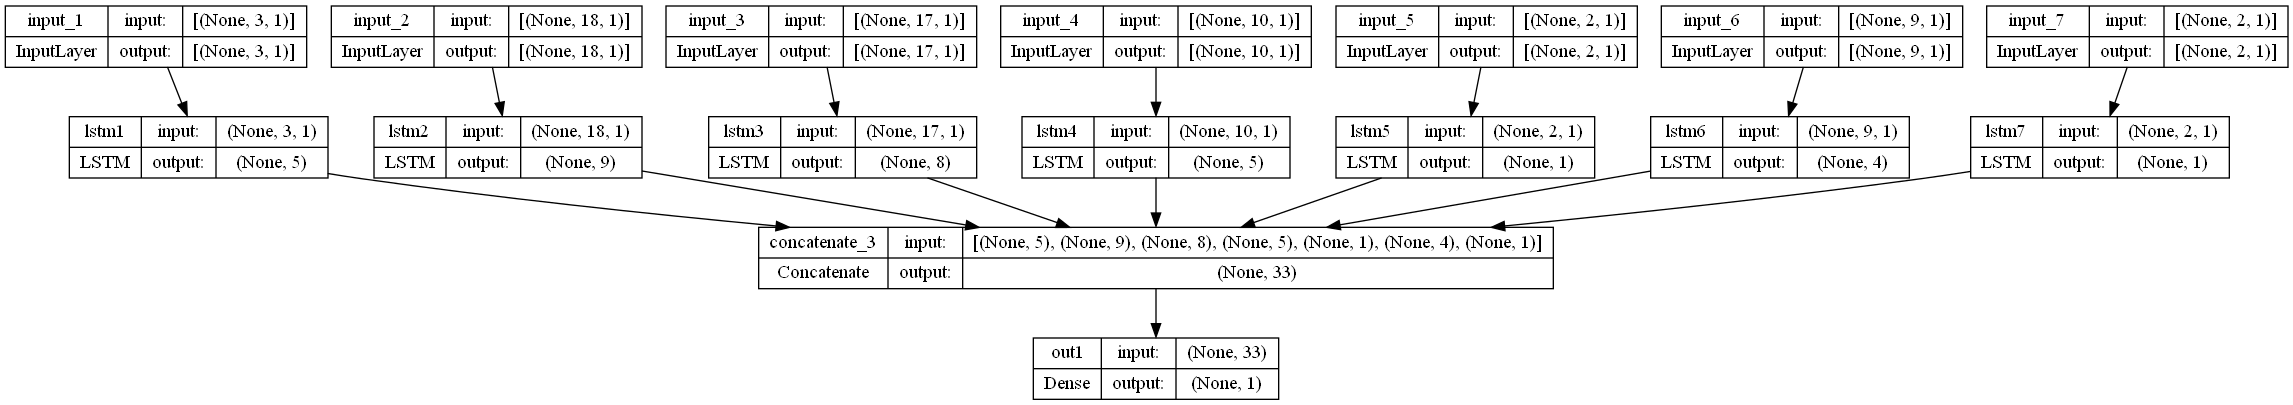 input_1 input: [(None, 3, 1)]
InputLayer output: [(None, 3, 1)]
input_2 input: [(None, 18, 1)]
InputLayer output: [(None, 18, 1)]
input_3 input: [(None, 17, 1)]
InputLayer output: [(None, 17, 1)]
input_4 input: [(None, 10, 1)]
InputLayer output: [(None, 10, 1)]
input_5 input: [(None, 2, 1)]
InputLayer output: [(None, 2, 1)]
input_6 input: [(None, 9, 1)]
InputLayer output: [(None, 9, 1)]
input_7 input: [(None, 2, 1)]
InputLayer output: [(None, 2, 1)]
lstm1 input: (None, 3, 1)
LSTM output: (None, 5)
lstm2 input: (None, 18, 1)
LSTM output: (None, 9)
lstm3 input: (None, 17, 1)
LSTM output: (None, 8)
lstm4 input: (None, 10, 1)
LSTM output: (None, 5)
lstm5 input: (None, 2, 1)
LSTM output: (None, 1)
lstm6 input: (None, 9, 1)
LSTM output: (None, 4)
lstm7 input: (None, 2, 1)
LSTM output: (None, 1)
concatenate_3 input: [(None, 5), (None, 9), (None, 8), (None, 5), (None, 1), (None, 4), (None, 1)]
Concatenate output: (None, 33)
out1 input: (None, 33)
Dense output: (None, 1)